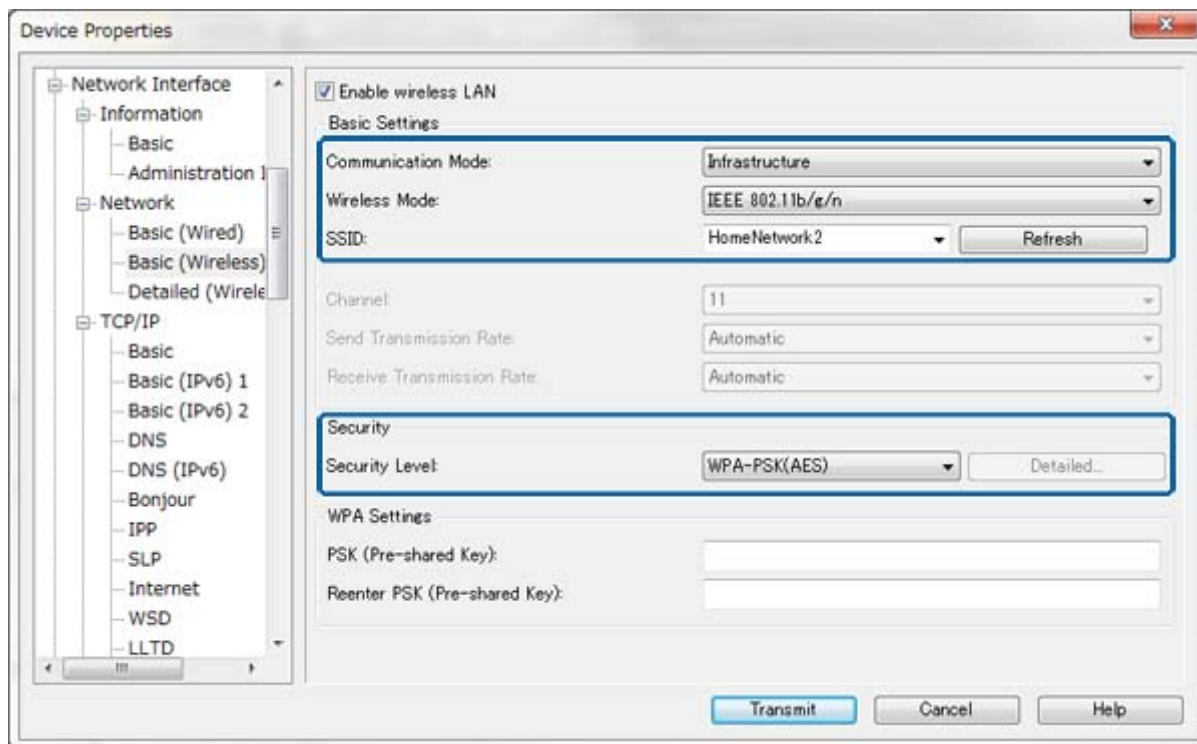 Device Properties
Network Interface
Information
Basic
Administration I
Network
Basic (Wired)
Basic (Wireless)
Detailed (Wirele
TCP/IP
Basic
Basic (IPv6) 1
Basic (IPv6) 2
DNS
DNS (IPv6)
Bonjour
IPP
SLP
Internet
WSD
LLTD
Enable wireless LAN
Basic Settings
Communication Mode: Infrastructure
Wireless Mode: IEEE 802.11b/g/n
SSID: HomeNetwork2 Refresh
Channel: 11
Send Transmission Rate: Automatic
Receive Transmission Rate: Automatic
Security
Security Level: WPA-PSK(AES) Detailed...
WPA Settings
PSK (Pre-shared Key):
Reenter PSK (Pre-shared Key):
Transmit Cancel Help